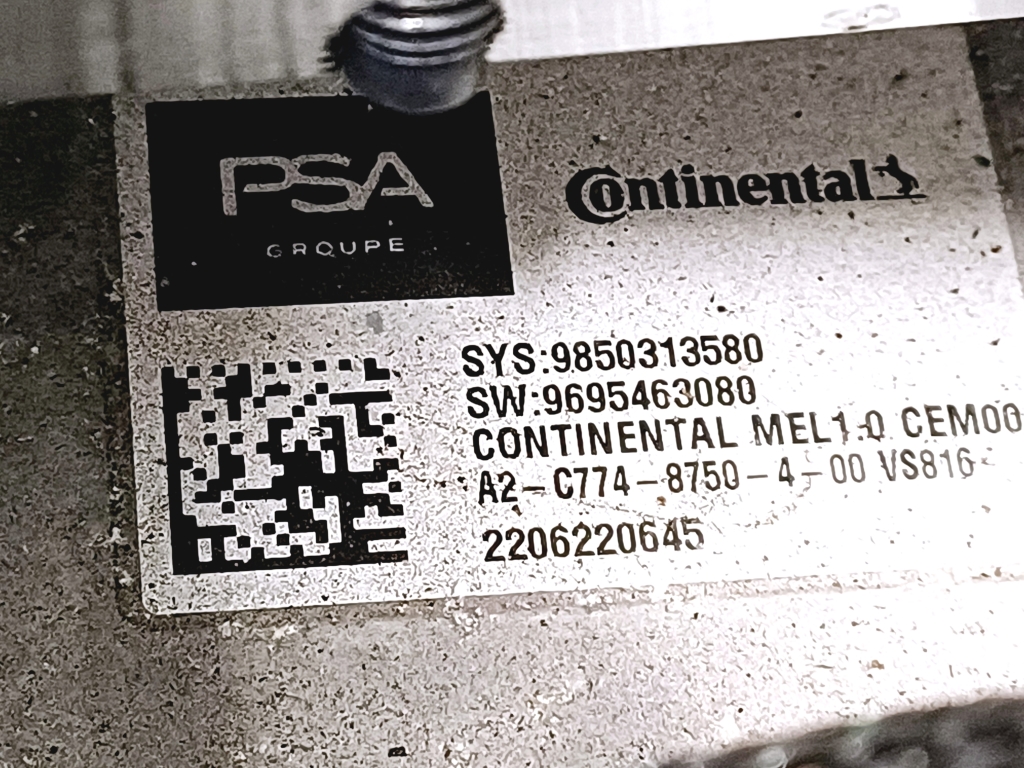 PSA
GROUPE
Continental
SYS:9850313580
SW:9695463080
CONTINENTAL MEL1.0 CEM00
A2-C774-8750-4-00 VS816
2206220645